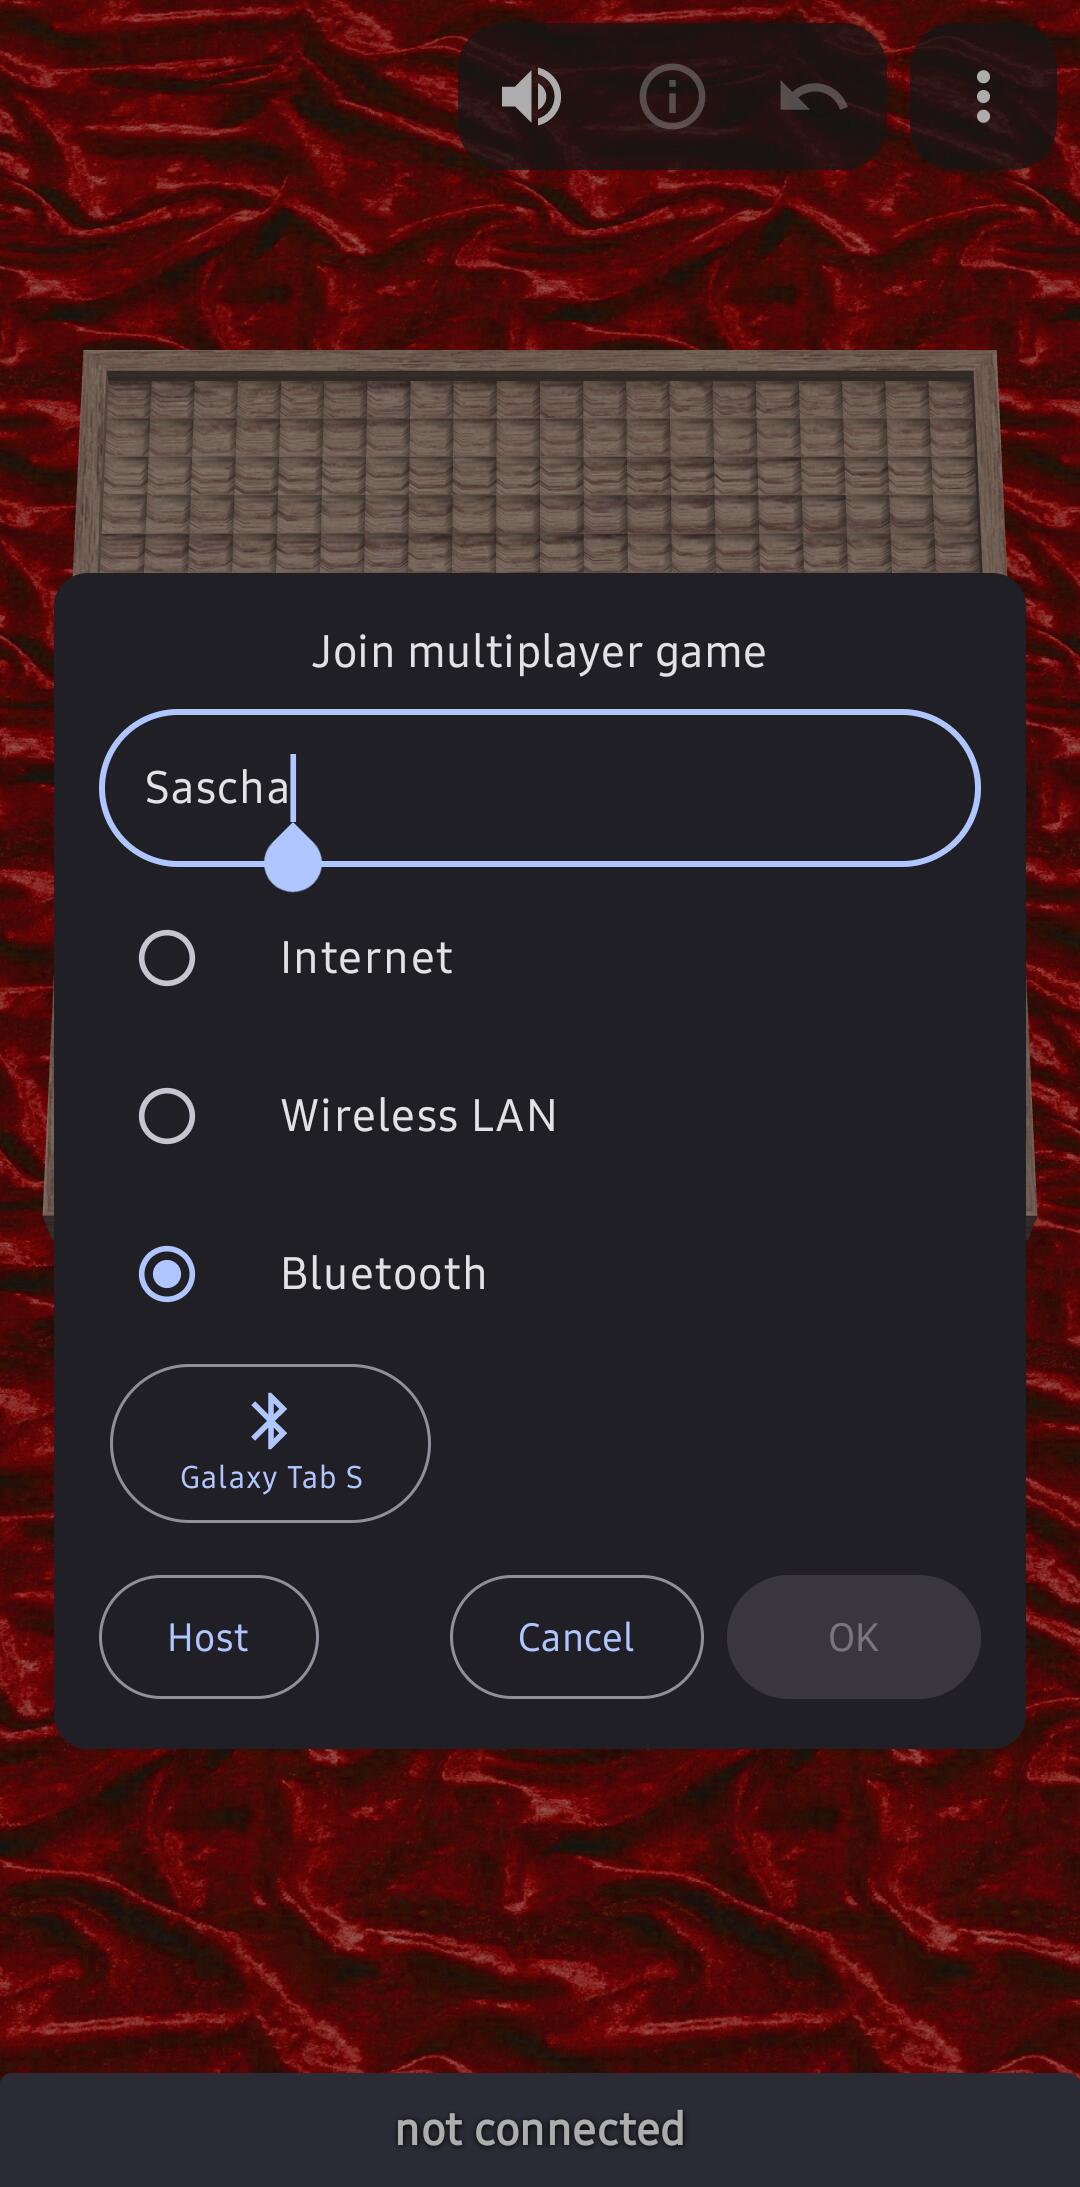 Join multiplayer game
Sascha
Internet
Wireless LAN
Bluetooth
Galaxy Tab S
Host
Cancel
OK
not connected